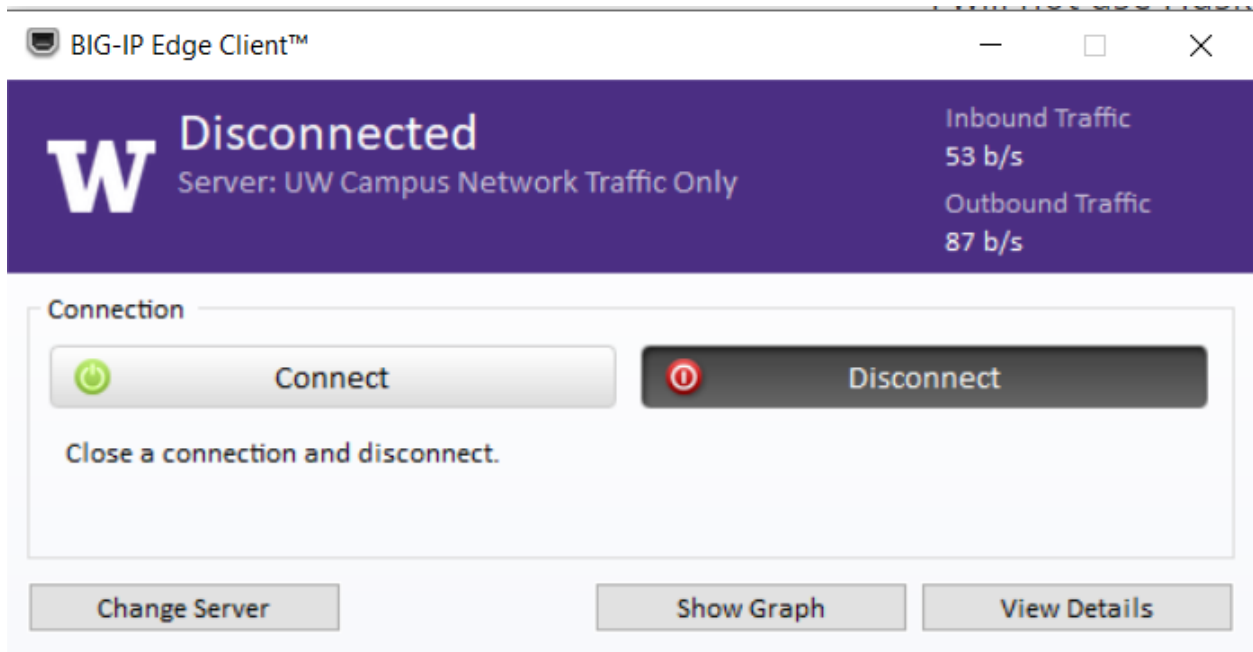 BIG-IP Edge Client™
W
Disconnected
Server: UW Campus Network Traffic Only
Inbound Traffic
53 b/s
Outbound Traffic
87 b/s
Connection
Connect
Disconnect
Close a connection and disconnect.
Change Server
Show Graph
View Details